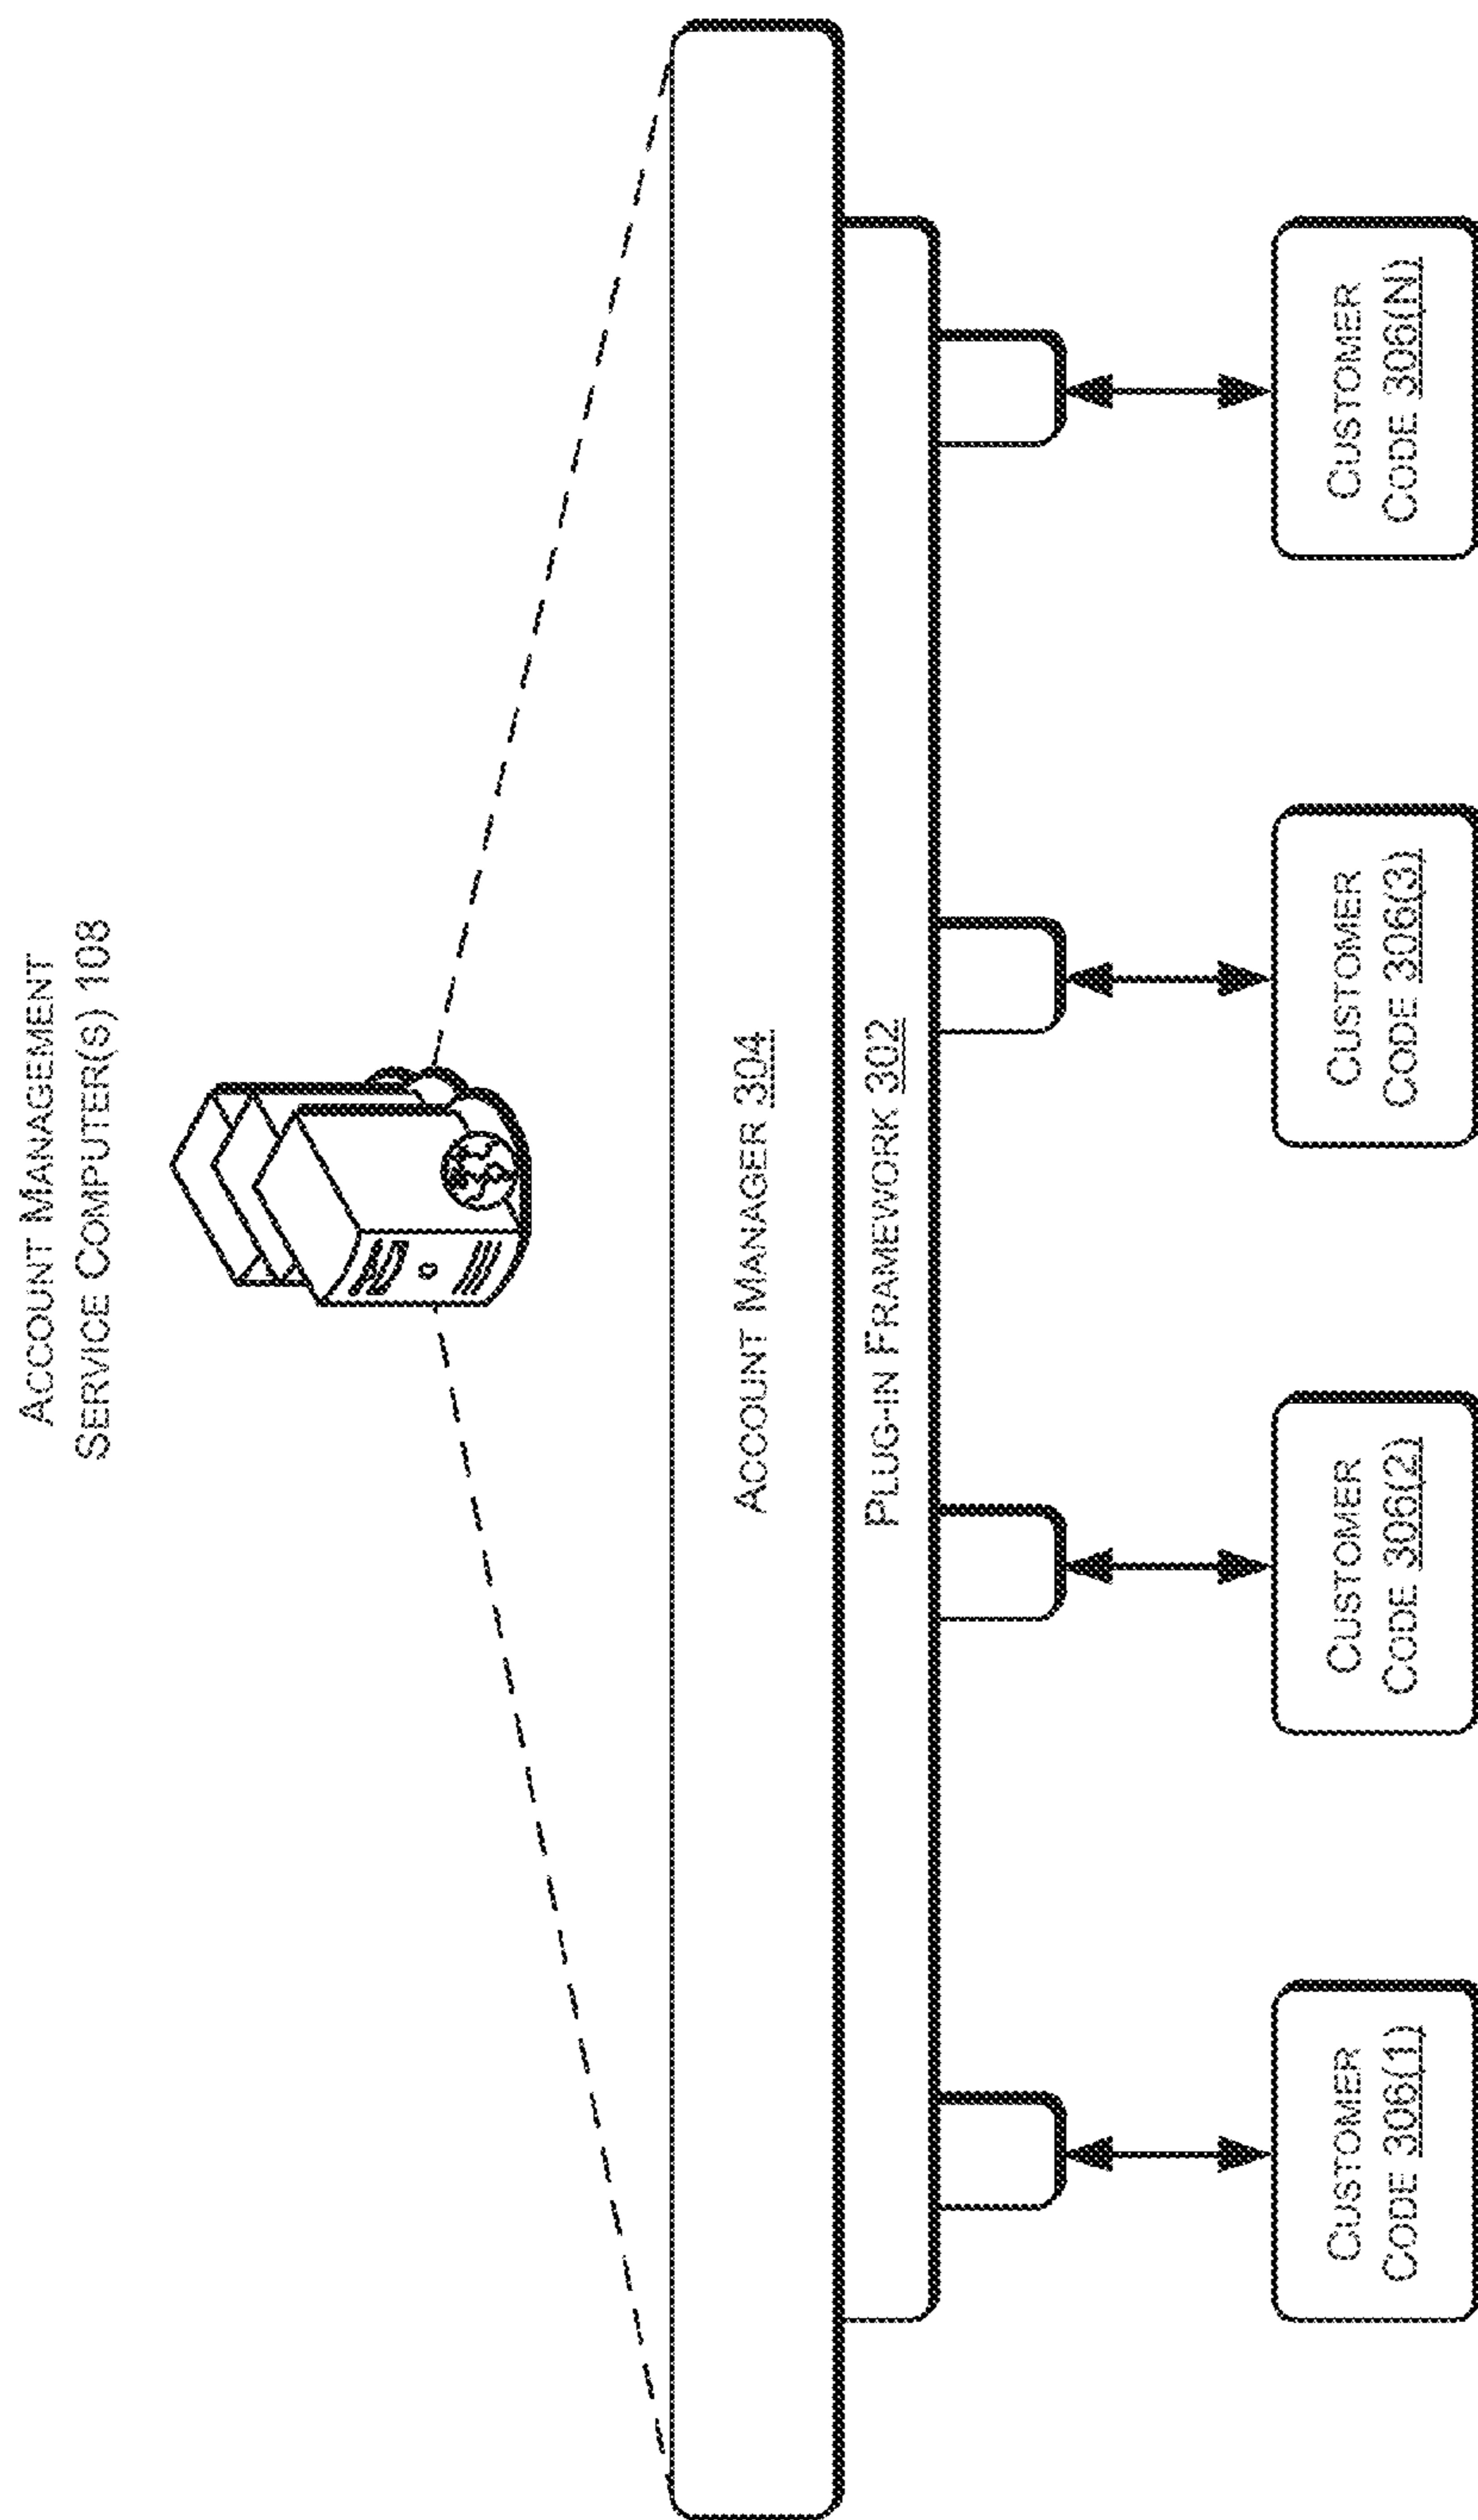 ACCOUNT MANAGEMENT
SERVICE COMPUTER(S) 108
ACCOUNT MANAGER 304
PLUG-IN FRAMEWORK 302
CUSTOMER
CODE 306(1)
CUSTOMER
CODE 306(2)
CUSTOMER
CODE 306(3)
CUSTOMER
CODE 306(N)